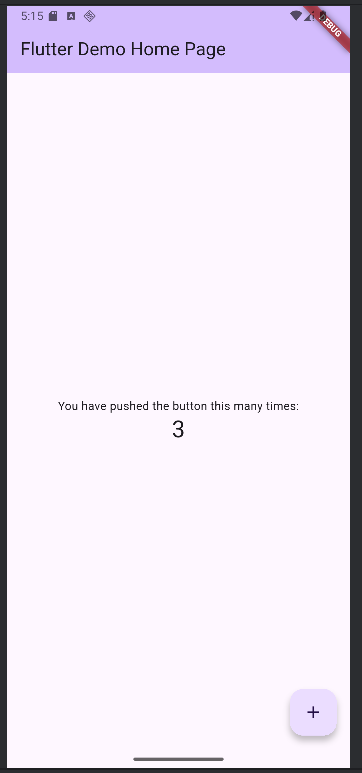 5:15
DEBUG
Flutter Demo Home Page
You have pushed the button this many times:
3
+